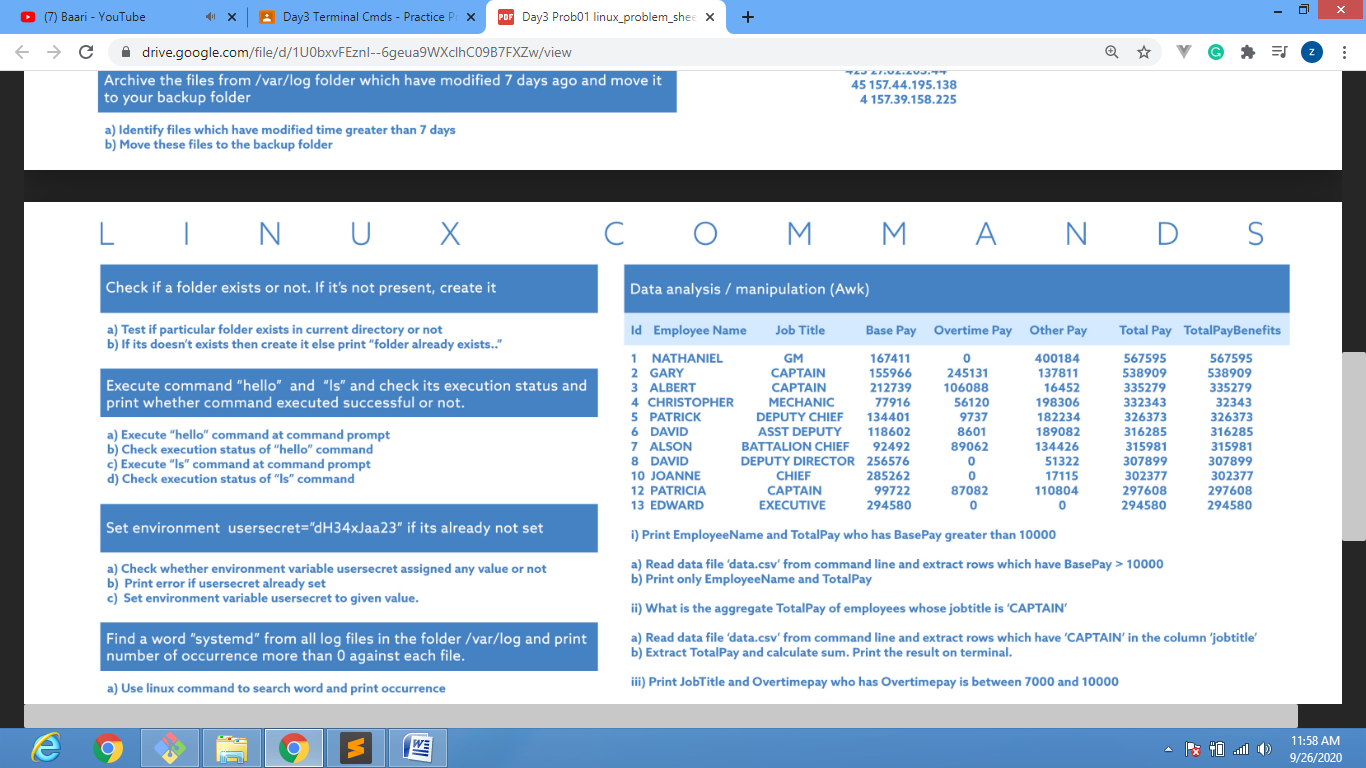 (7) Baari - YouTube
Day3 Terminal Cmds - Practice P
Day3 Prob01 linux_problem_shee
drive.google.com/file/d/1U0bxvFEznI--6geua9WXclhC09B7FXZw/view
Z
Archive the files from /var/log folder which have modified 7 days ago and move it
to your backup folder
a) Identify files which have modified time greater than 7 days
b) Move these files to the backup folder
45 157.44.195.138
4 157.39.158.225
LINUX COMMANDS
Check if a folder exists or not. If it's not present, create it
a) Test if particular folder exists in current directory or not
b) If its doesn't exists then create it else print "folder already exists.."
Execute command "hello" and "ls" and check its execution status and
print whether command executed successful or not.
a) Execute "hello" command at command prompt
b) Check execution status of "hello" command
c) Execute "ls" command at command prompt
d) Check execution status of "ls" command
Set environment usersecret="dH34xJaa23" if its already not set
a) Check whether environment variable usersecret assigned any value or not
b) Print error if usersecret already set
c) Set environment variable usersecret to given value.
Find a word "systemd" from all log files in the folder /var/log and print
number of occurrence more than 0 against each file.
a) Use linux command to search word and print occurrence
Data analysis / manipulation (Awk)
Id Employee Name Job Title Base Pay Overtime Pay Other Pay Total Pay TotalPayBenefits
1 NATHANIEL GM 167411 0 400184 567595 567595
2 GARY CAPTAIN 155966 245131 137811 538909 538909
3 ALBERT CAPTAIN 212739 106088 16452 335279 335279
4 CHRISTOPHER MECHANIC 77916 56120 198306 332343 32343
5 PATRICK DEPUTY CHIEF 134401 9737 182234 326373 326373
6 DAVID ASST DEPUTY 118602 8601 189082 316285 316285
7 ALSON BATTALION CHIEF 92492 89062 134426 315981 315981
8 DAVID DEPUTY DIRECTOR 256576 0 51322 307899 307899
10 JOANNE CHIEF 285262 0 17115 302377 302377
12 PATRICIA CAPTAIN 99722 87082 110804 297608 297608
13 EDWARD EXECUTIVE 294580 0 0 294580 294580
i) Print EmployeeName and TotalPay who has BasePay greater than 10000
a) Read data file 'data.csv' from command line and extract rows which have BasePay > 10000
b) Print only EmployeeName and TotalPay
ii) What is the aggregate TotalPay of employees whose jobtitle is 'CAPTAIN'
a) Read data file 'data.csv' from command line and extract rows which have 'CAPTAIN' in the column 'jobtitle'
b) Extract TotalPay and calculate sum. Print the result on terminal.
iii) Print JobTitle and Overtimepay who has Overtimepay is between 7000 and 10000
11:58 AM
9/26/2020